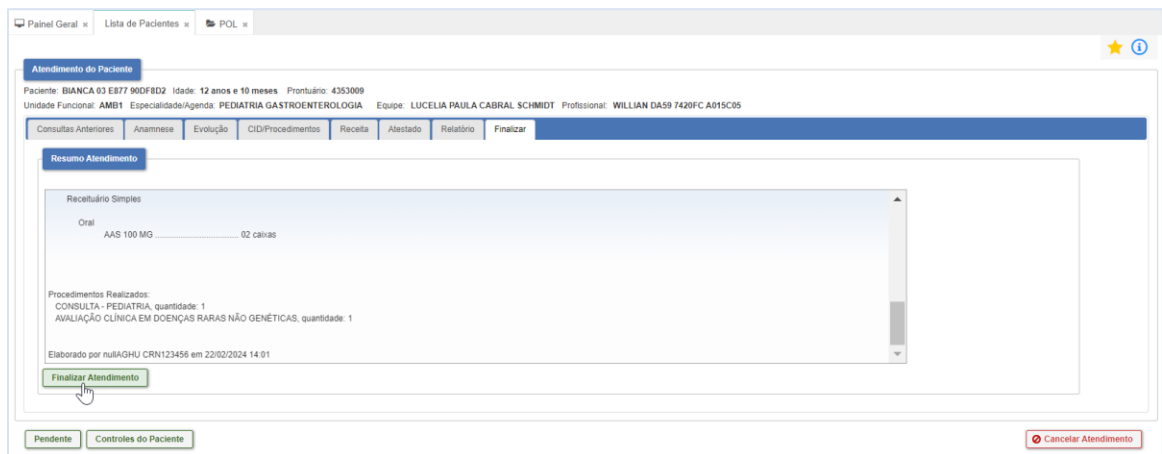 Painel Geral Lista de Pacientes POL
Atendimento do Paciente
Paciente: BIANCA 03 E877 90DF8D2 Idade: 12 anos e 10 meses Prontuário: 4353009
Unidade Funcional: AMB1 Especialidade/Agenda: PEDIATRIA GASTROENTEROLOGIA Equipe: LUCELIA PAULA CABRAL SCHMIDT Profissional: WILLIAN DA59 7420FC A015C05
Consultas Anteriores Anamnese Evolução CID/Procedimentos Receita Atestado Relatório Finalizar
Resumo Atendimento
Receituário Simples
Oral
AAS 100 MG ...................................... 02 caixas
Procedimentos Realizados:
CONSULTA - PEDIATRIA, quantidade: 1
AVALIAÇÃO CLÍNICA EM DOENÇAS RARAS NÃO GENÉTICAS, quantidade: 1
Elaborado por nullAGHU CRN123456 em 22/02/2024 14:01
Finalizar Atendimento
Pendente Controles do Paciente Cancelar Atendimento